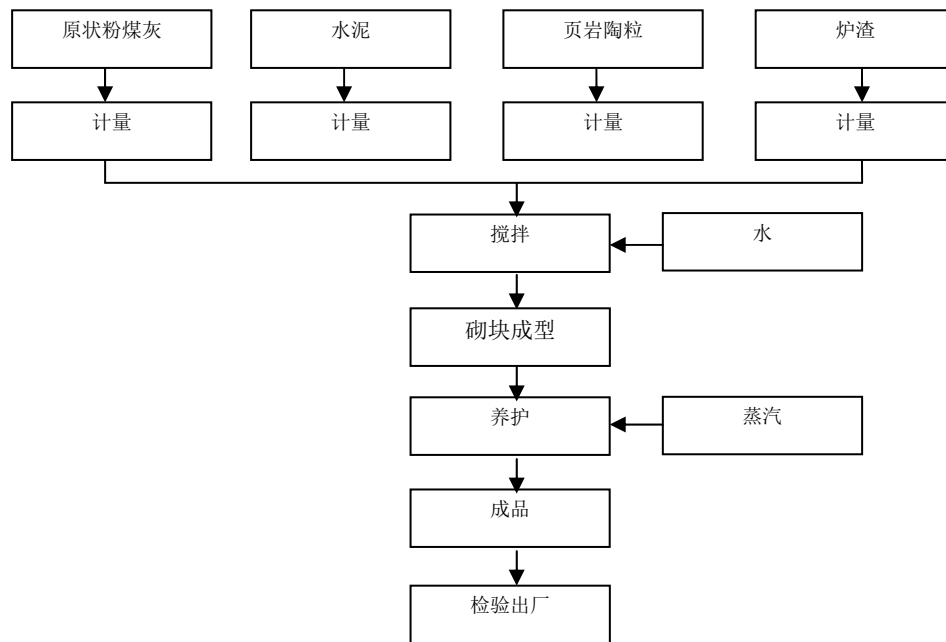 原状粉煤灰
水泥
页岩陶粒
炉渣
计量
计量
计量
计量
搅拌
水
砌块成型
养护
蒸汽
成品
检验出厂